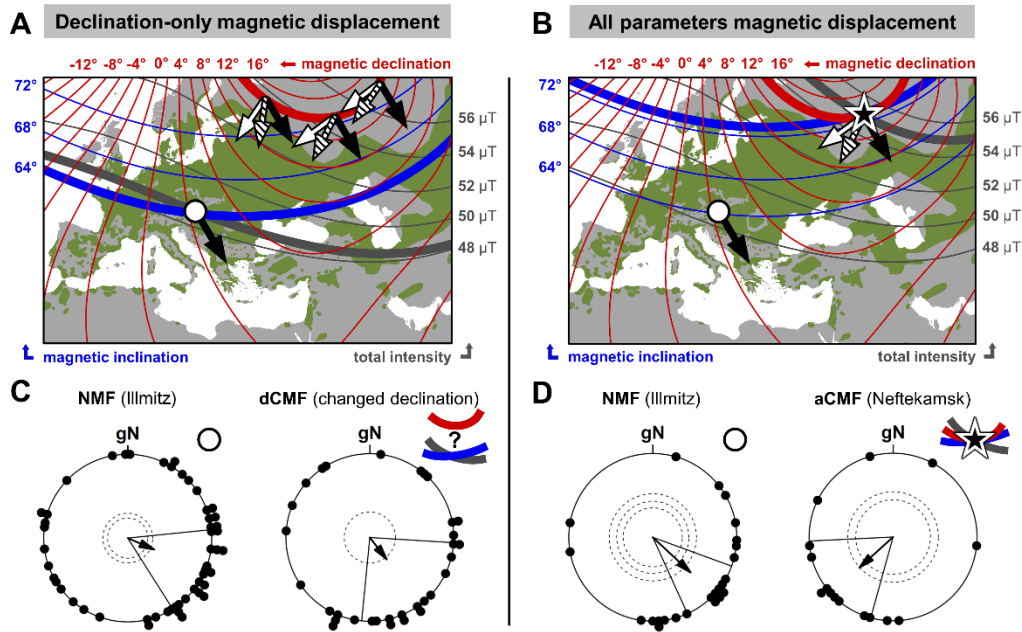 A Declination-only magnetic displacement
-12° -8° -4° 0° 4° 8° 12° 16° magnetic declination
72°
68°
64°
56 µT
54 µT
52 µT
50 µT
48 µT
magnetic inclination total intensity
B All parameters magnetic displacement
-12° -8° -4° 0° 4° 8° 12° 16° magnetic declination
72°
68°
64°
56 µT
54 µT
52 µT
50 µT
48 µT
magnetic inclination total intensity
C NMF (Illmitz) dCMF (changed declination)
gN gN
?
D NMF (Illmitz) aCMF (Neftekamsk)
gN gN